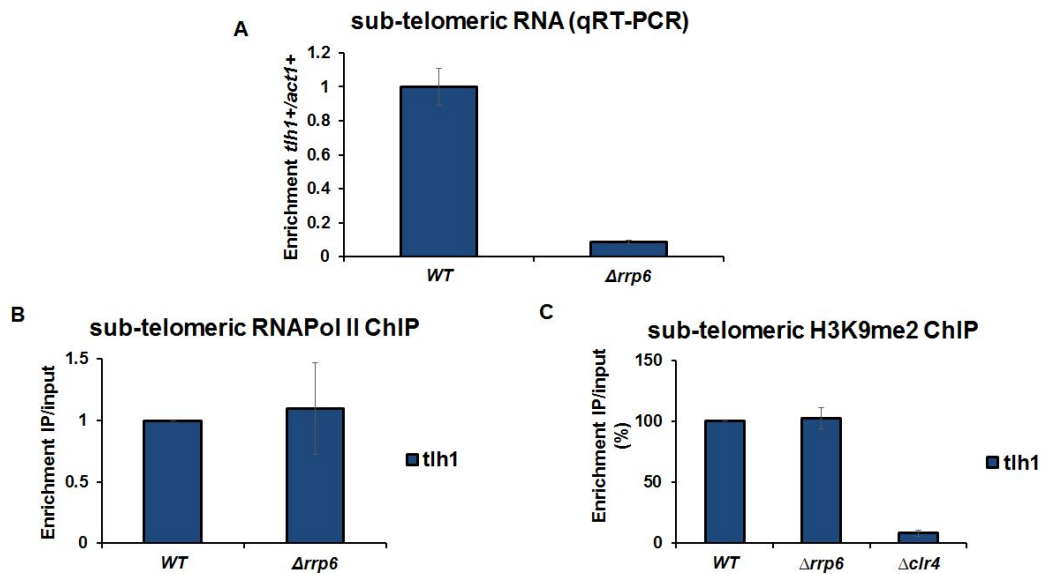 A
sub-telomeric RNA (qRT-PCR)
Enrichment tlh1+/act1+
1.2
1
0.8
0.6
0.4
0.2
0
WT
Δrrp6
B
sub-telomeric RNAPol II ChIP
Enrichment IP/input
1.5
1
0.5
0
WT
Δrrp6
tlh1
C
sub-telomeric H3K9me2 ChIP
Enrichment IP/input
(%)
150
100
50
0
WT
Δrrp6
Δclr4
tlh1